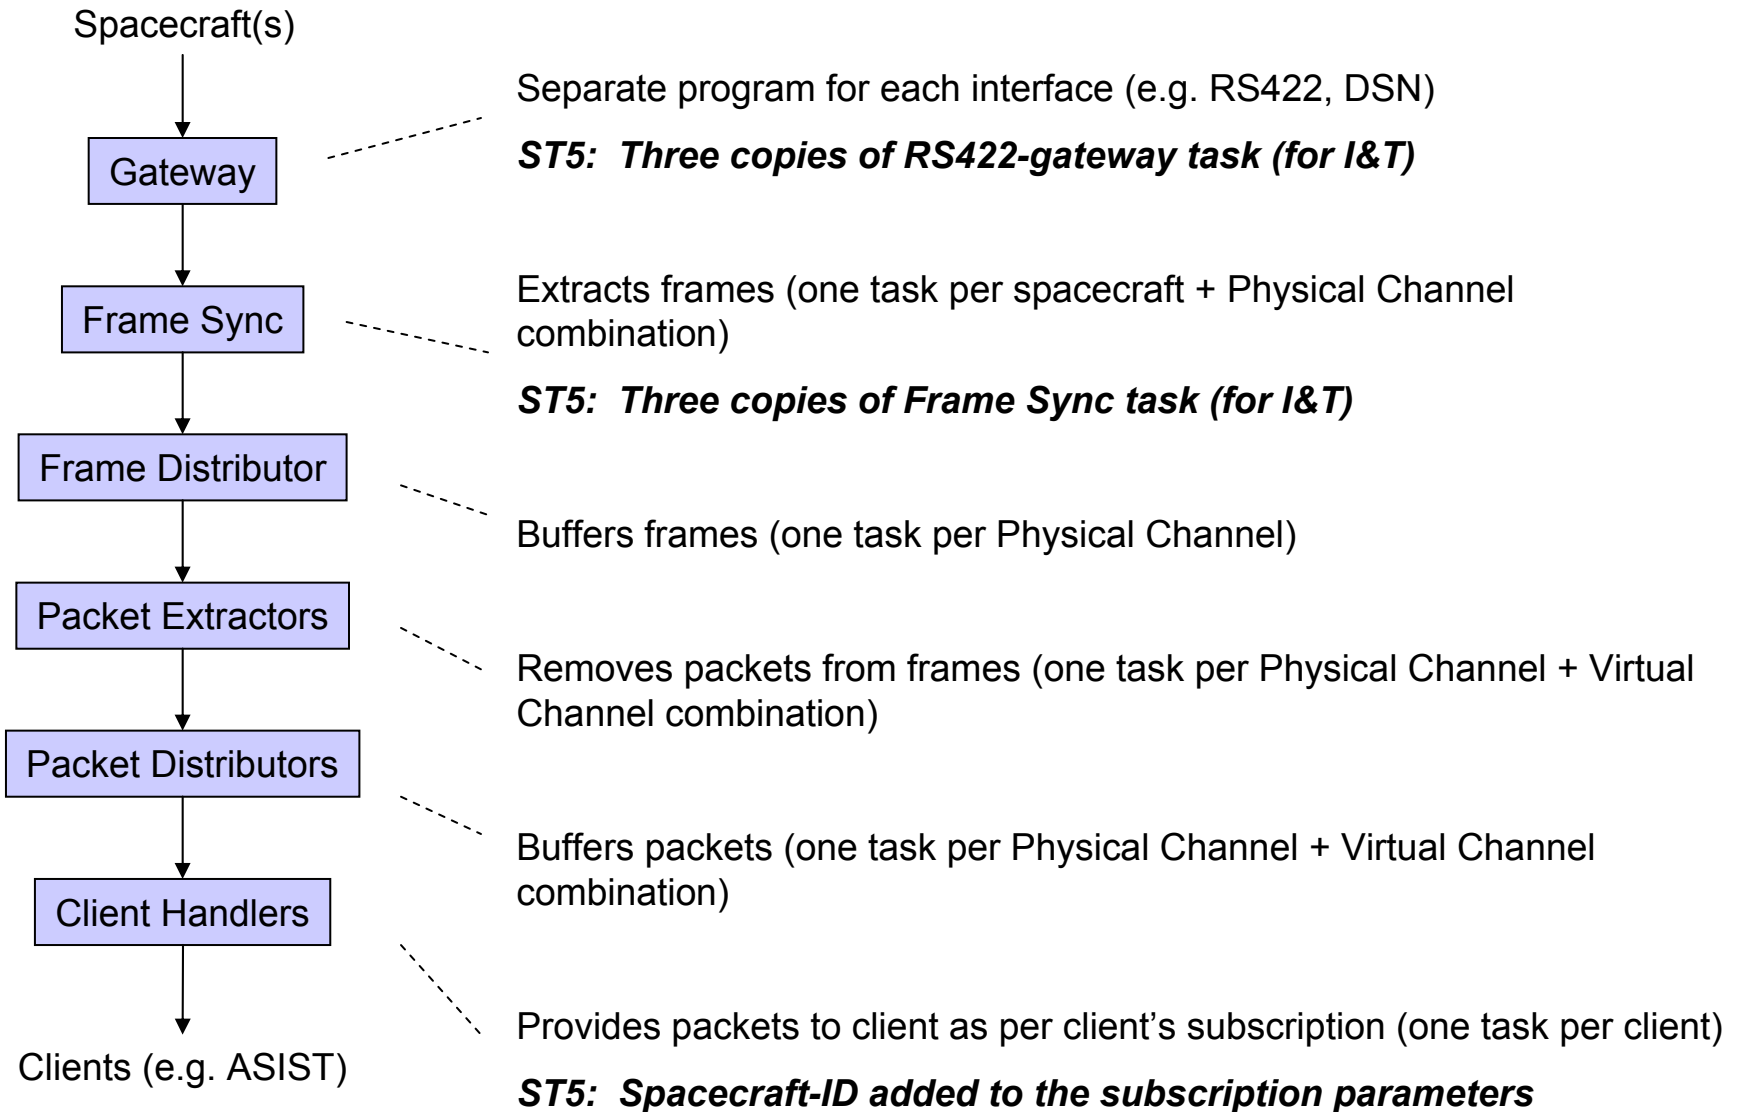 Spacecraft(s)
Separate program for each interface (e.g. RS422, DSN)
ST5:  Three copies of RS422-gateway task (for I&T)
Gateway
Extracts frames (one task per spacecraft + Physical Channel
combination)
Frame Sync
ST5:  Three copies of Frame Sync task (for I&T)
Frame Distributor
Buffers frames (one task per Physical Channel)
Packet Extractors
Removes packets from frames (one task per Physical Channel + Virtual
Channel combination)
Packet Distributors
Buffers packets (one task per Physical Channel + Virtual Channel
combination)
Client Handlers
Provides packets to client as per client’s subscription (one task per client)
Clients (e.g. ASIST)
ST5:  Spacecraft-ID added to the subscription parameters